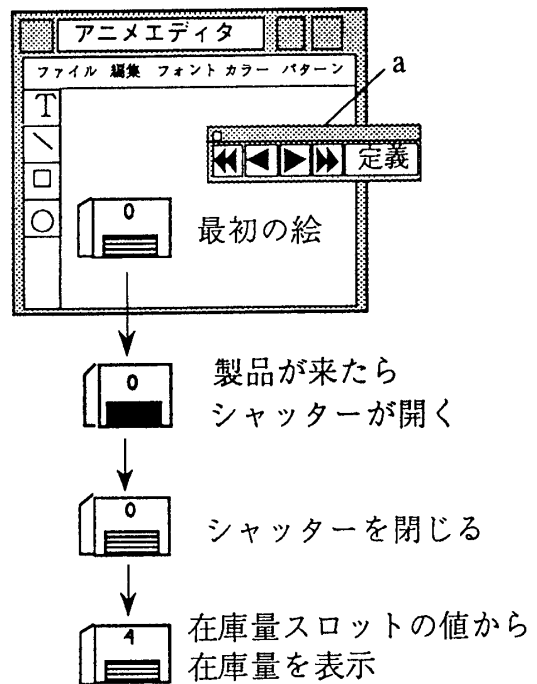 アニメエディタ
ファイル 編集 フォント カラー パターン
a
T
定義
0
最初の絵
0
製品が来たら
シャッターが開く
0
シャッターを閉じる
4
在庫量スロットの値から
在庫量を表示